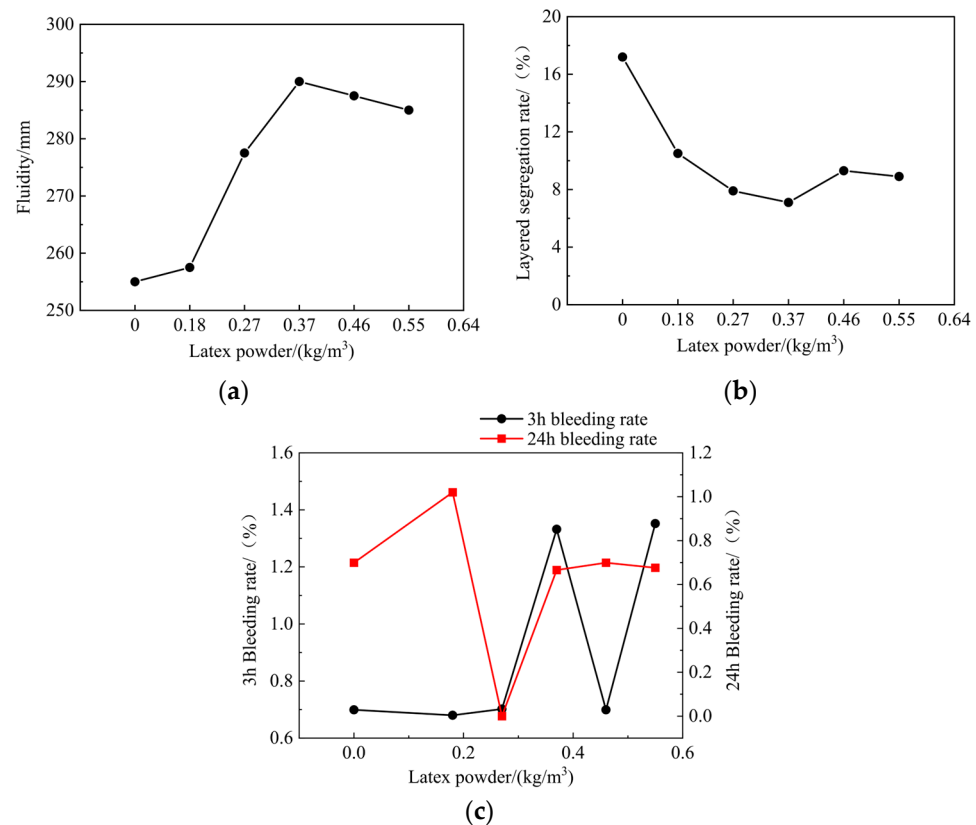 300
290
280
270
260
250
Fluidity/mm
0 0.18 0.27 0.37 0.46 0.55 0.64
Latex powder/(kg/m³)
(a)
20
16
12
8
4
0
Layered segregation rate/（%）
0 0.18 0.27 0.37 0.46 0.55 0.64
Latex powder/(kg/m³)
(b)
3h bleeding rate
24h bleeding rate
1.6
1.4
1.2
1.0
0.8
0.6
3h Bleeding rate/（%）
1.2
1.0
0.8
0.6
0.4
0.2
0.0
24h Bleeding rate/（%）
0.0 0.2 0.4 0.6
Latex powder/(kg/m³)
(c)